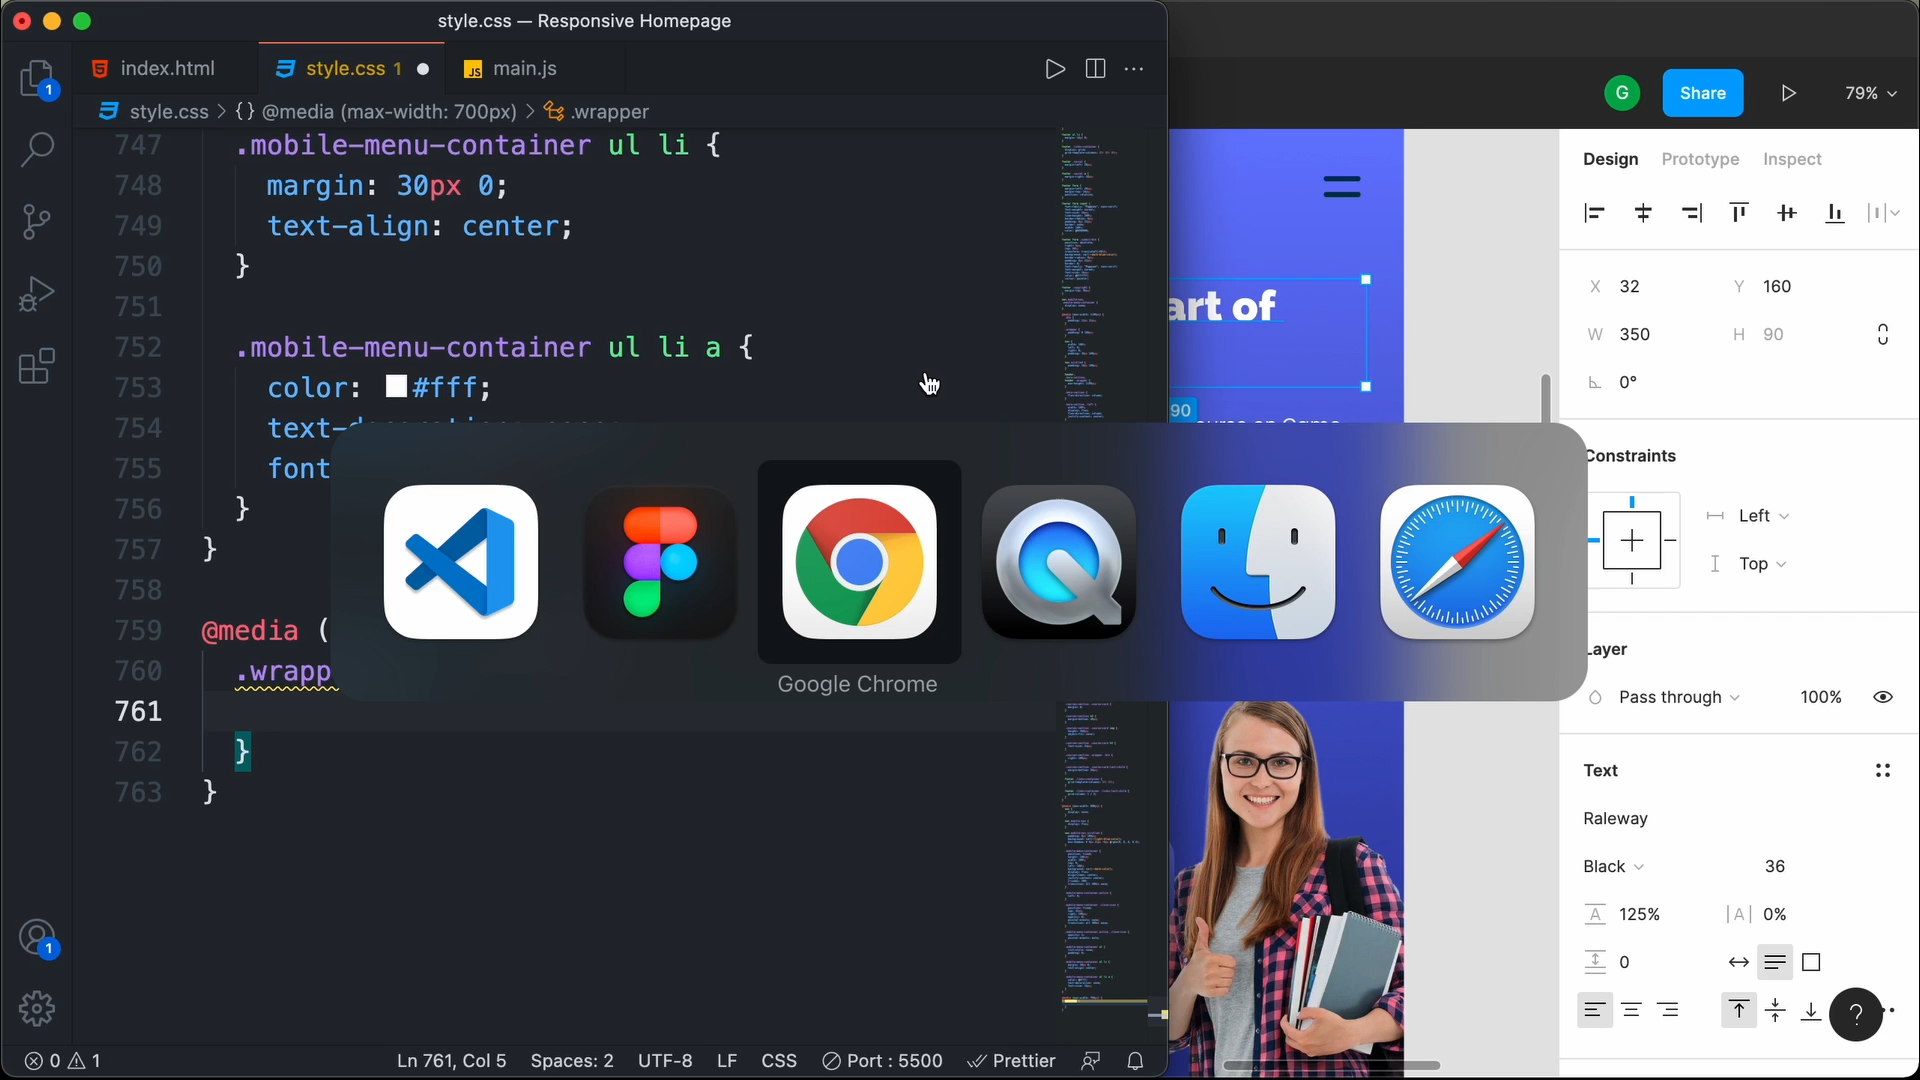 style.css — Responsive Homepage
index.html
style.css 1
JS main.js
style.css > {} @media (max-width: 700px) > .wrapper
747 .mobile-menu-container ul li {
748 margin: 30px 0;
749 text-align: center;
750 }
751
752 .mobile-menu-container ul li a {
753 color: #fff;
754 text-
755 font
756 }
757 }
758
759 @media (
760 .wrapp
761
762 }
763 }
Google Chrome
1
1
0 1
Ln 761, Col 5
Spaces: 2
UTF-8
LF
CSS
Port : 5500
Prettier
art of
90
G
Share
79%
Design
Prototype
Inspect
X 32
Y 160
W 350
H 90
0°
Constraints
Left
Top
Layer
Pass through
100%
Text
Raleway
Black
36
A 125%
|A| 0%
0
?